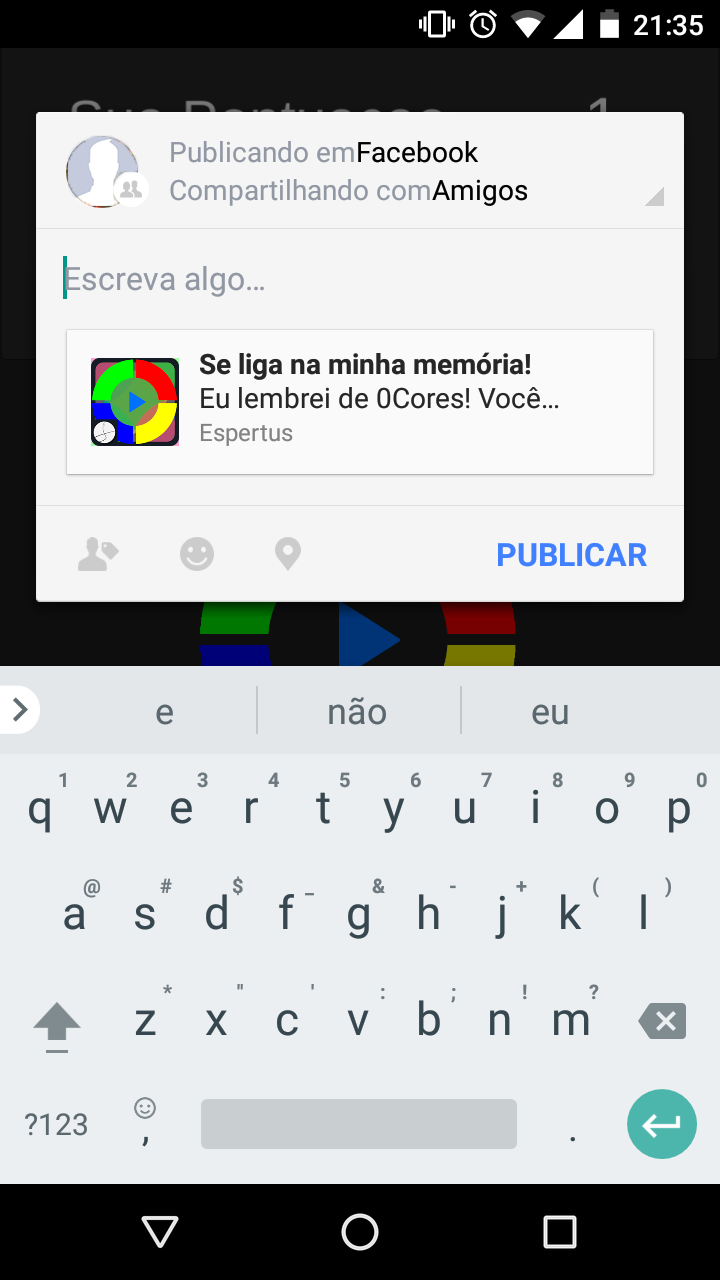 21:35
Publicando emFacebook
Compartilhando comAmigos
Escreva algo...
Se liga na minha memória!
Eu lembrei de 0Cores! Você...
Espertus
PUBLICAR
e não eu
1 2 3 4 5 6 7 8 9 0
q w e r t y u i o p
@ # $ _ & - + ( )
a s d f g h j k l
* " ' : ; ! ?
z x c v b n m
?123 , .